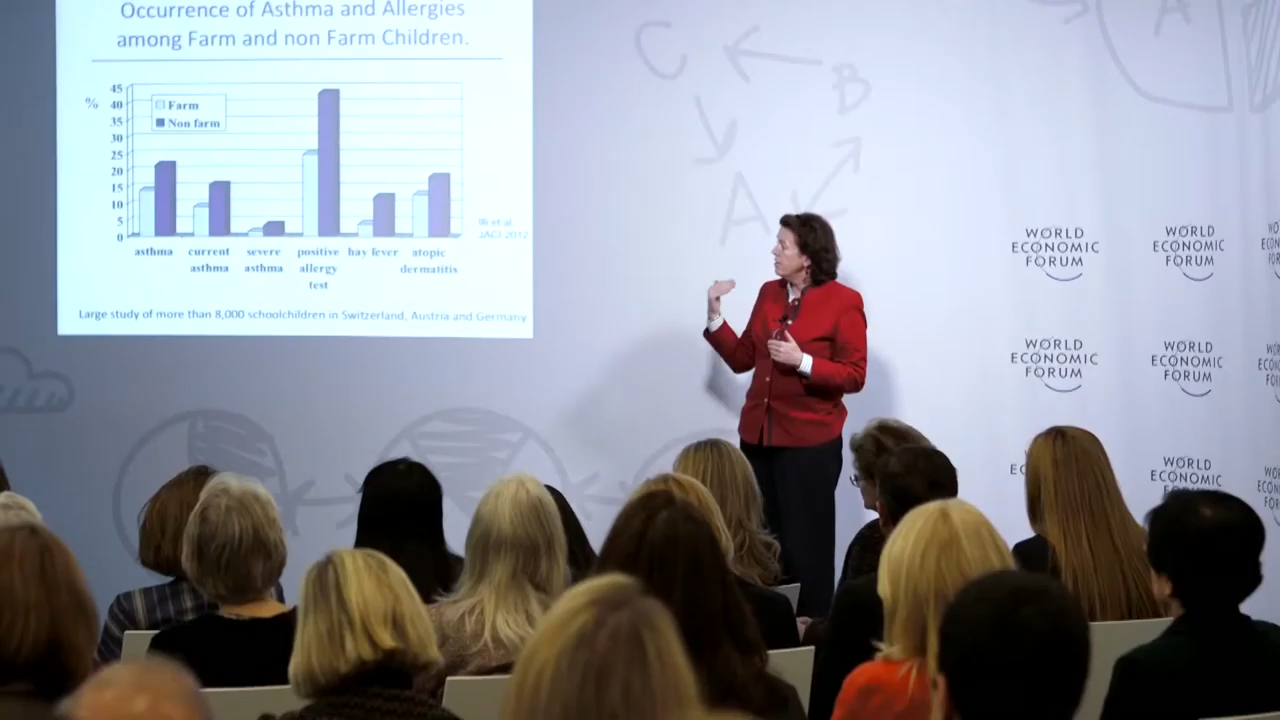 Occurrence of Asthma and Allergies
among Farm and non Farm Children.
%
45
40
35
30
25
20
15
10
5
0
Farm
Non farm
asthma
current
asthma
severe
asthma
positive
allergy
test
hay fever
atopic
dermatitis
et al.
JACI 2012
Large study of more than 8,000 schoolchildren in Switzerland, Austria and Germany
C
B
A
A
WORLD
ECONOMIC
FORUM
WORLD
ECONOMIC
FORUM
WORLD
ECONOMIC
FORUM
WORLD
ECONOMIC
FORUM
WORLD
ECONOMIC